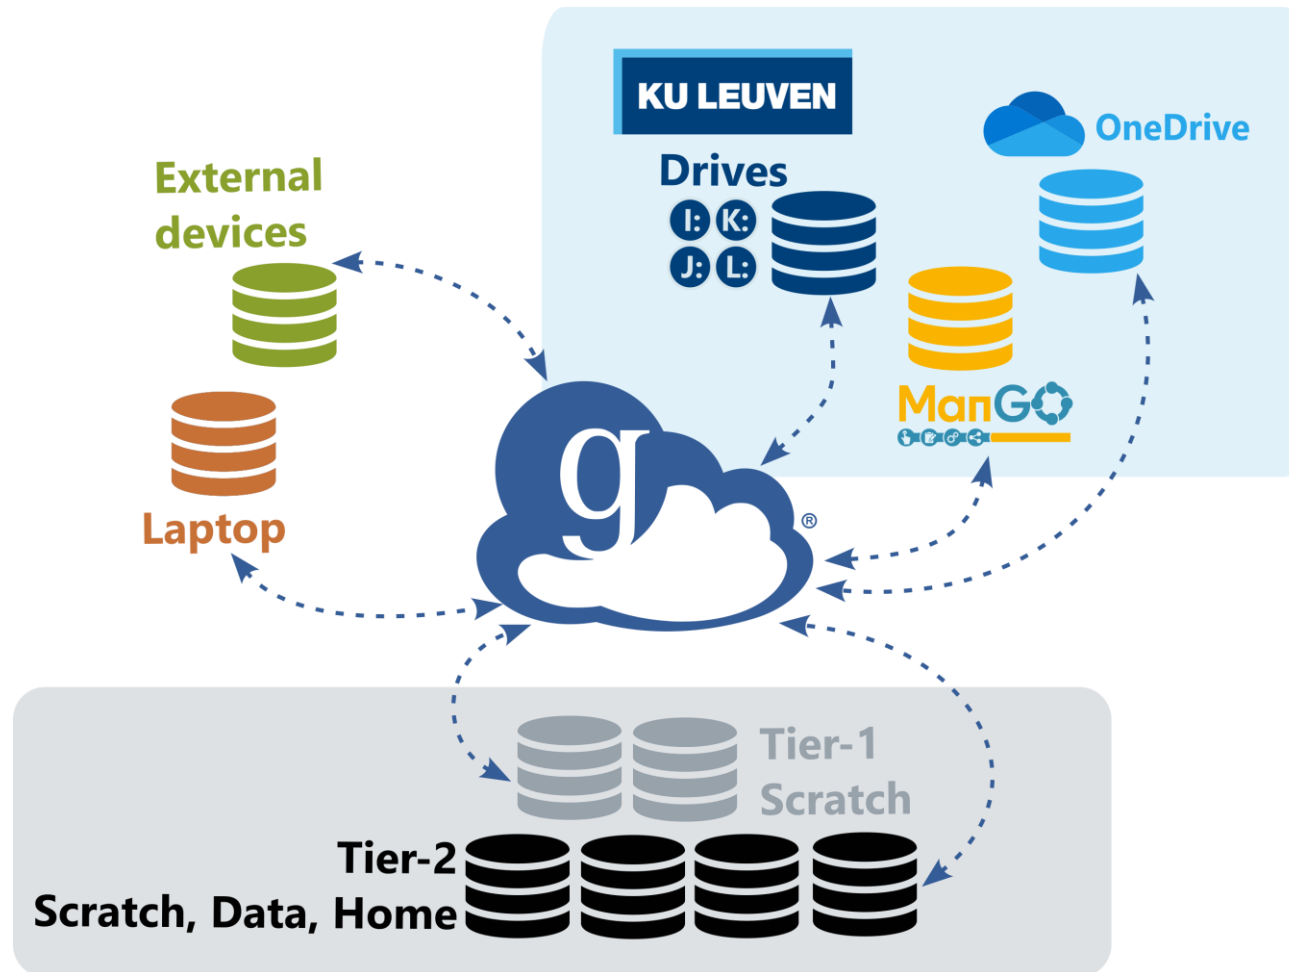 KU LEUVEN
OneDrive
Drives
I: K:
J: L:
External
devices
ManGO
Laptop
g
®
Tier-1
Scratch
Tier-2
Scratch, Data, Home